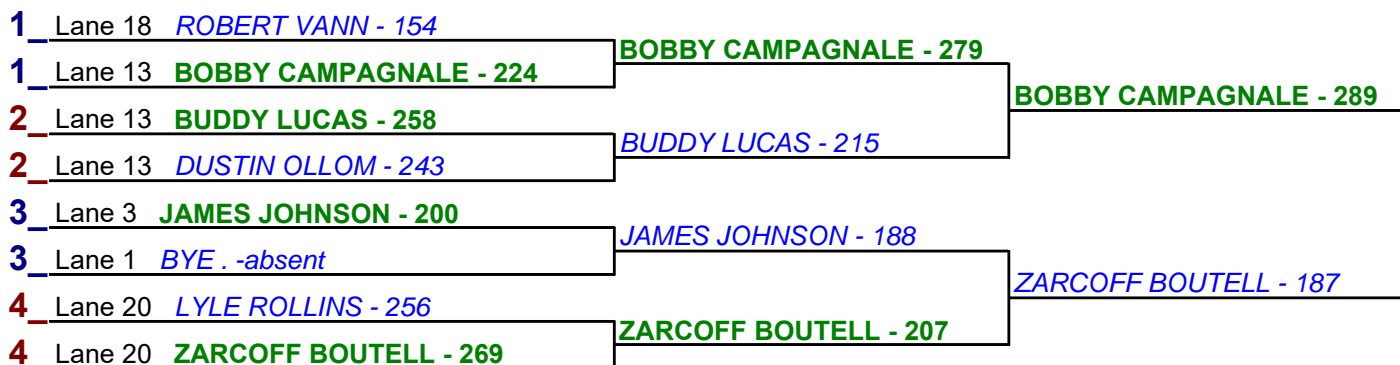 1_ Lane 18 ROBERT VANN - 154
BOBBY CAMPAGNALE - 279
1_ Lane 13 BOBBY CAMPAGNALE - 224
BOBBY CAMPAGNALE - 289
2_ Lane 13 BUDDY LUCAS - 258
BUDDY LUCAS - 215
2_ Lane 13 DUSTIN OLLOM - 243
3_ Lane 3 JAMES JOHNSON - 200
JAMES JOHNSON - 188
3_ Lane 1 BYE . -absent
ZARCOFF BOUTELL - 187
4_ Lane 20 LYLE ROLLINS - 256
ZARCOFF BOUTELL - 207
4 Lane 20 ZARCOFF BOUTELL - 269